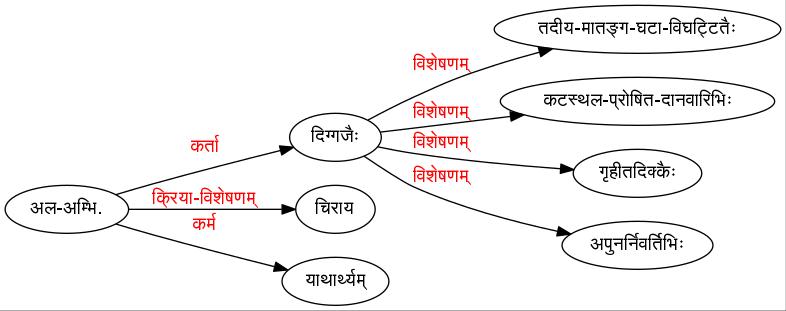 तदीय-मातङ्ग-घटा-विघट्टितैः
विशेषणम्
कटस्थल-प्रोषित-दानवारिभिः
विशेषणम्
दिग्गजैः
विशेषणम्
कर्ता
विशेषणम्
गृहीतदिक्कैः
क्रिया-विशेषणम्
अल-अम्भि.
चिराय
कर्म
अपुनर्निवर्तिभिः
याथार्थ्यम्